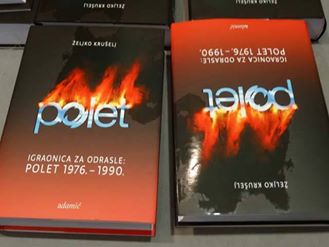 ŽELJKO KRUŠELJ
polet
IGRAONICA ZA ODRASLE:
POLET 1976. – 1990.
adamić
ŽELJKO KRUŠELJ
polet
IGRAONICA ZA ODRASLE:
POLET 1976. – 1990.
adamić